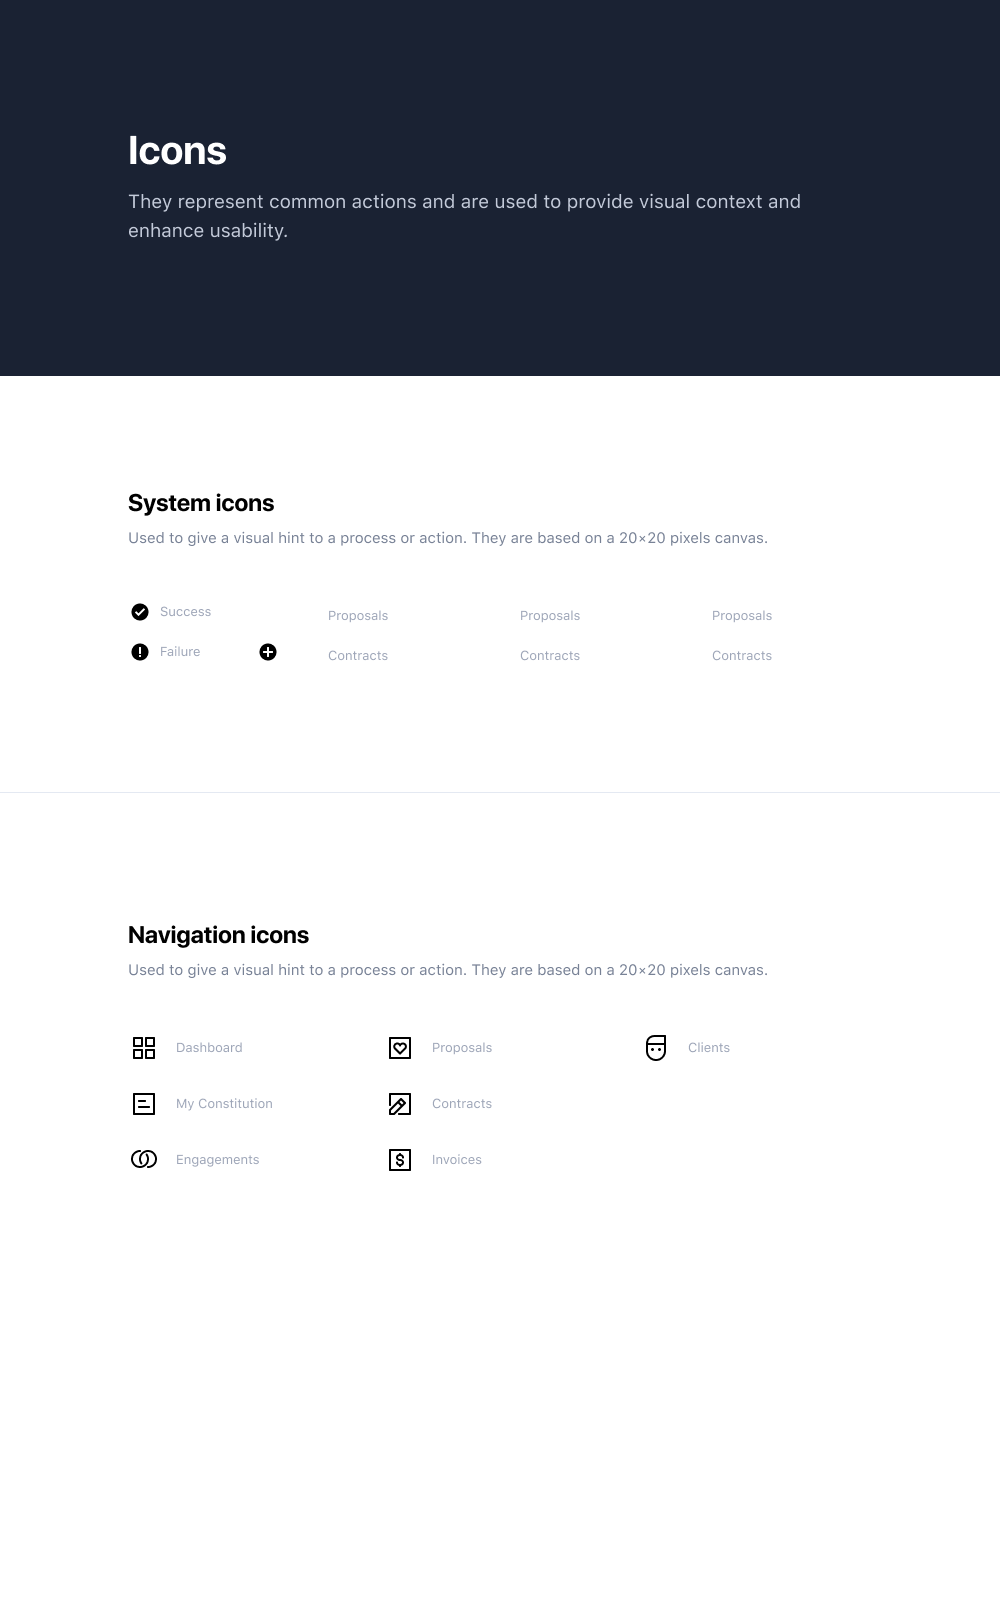 Icons
They represent common actions and are used to provide visual context and
enhance usability.
System icons
Used to give a visual hint to a process or action. They are based on a 20×20 pixels canvas.
Success
Proposals
Proposals
Proposals
Failure
Contracts
Contracts
Contracts
Navigation icons
Used to give a visual hint to a process or action. They are based on a 20×20 pixels canvas.
Dashboard
Proposals
Clients
My Constitution
Contracts
Engagements
Invoices